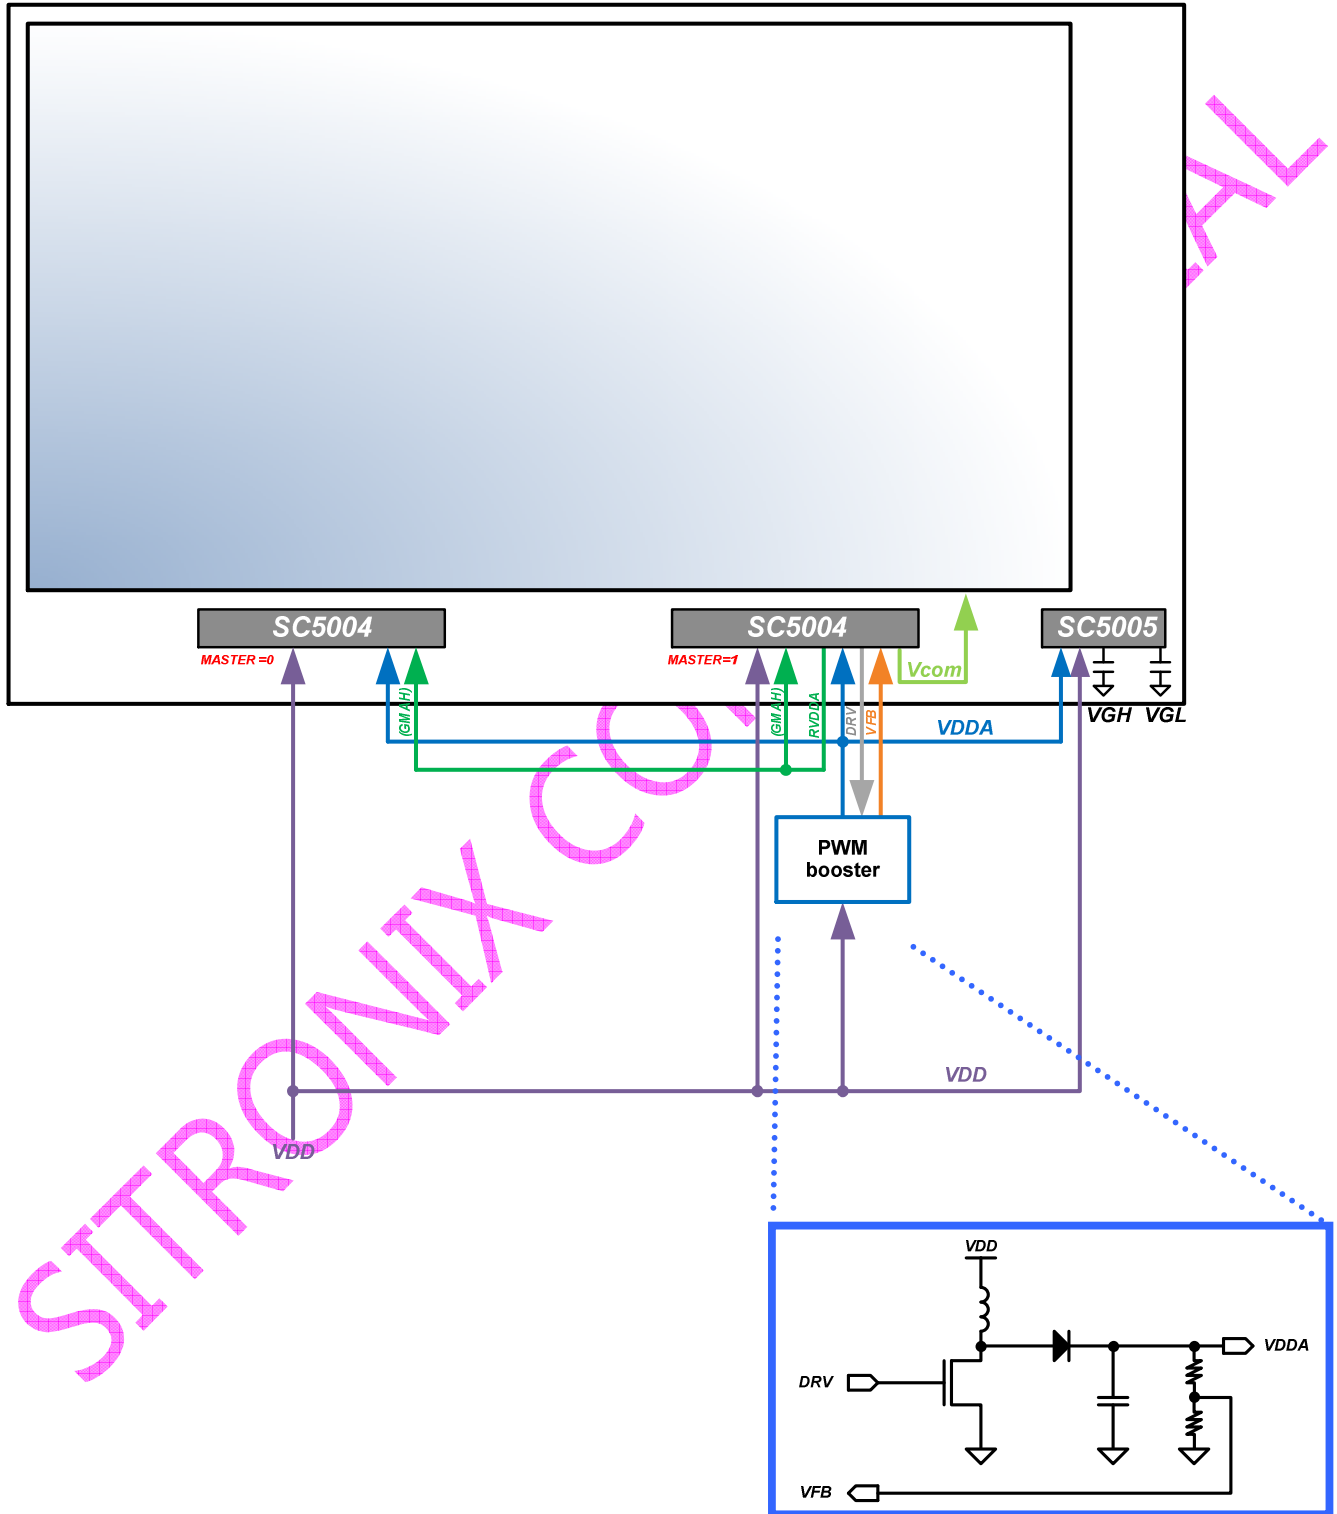 SC5004
SC5004
SC5005
MASTER =0
MASTER=1
(GMAH)
(GMAH)
RVDDA
DRV
VFB
Vcom
VGH
VGL
VDDA
PWM
booster
VDD
VDD
VDD
VDDA
DRV
VFB
SITRONIX CO
AL